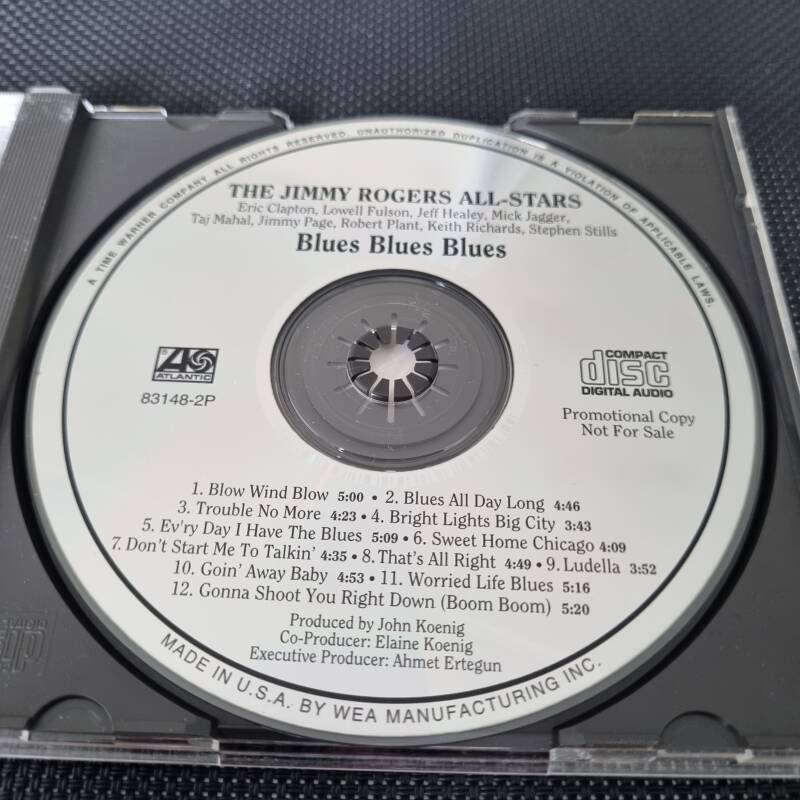 A TIME WARNER COMPANY ALL RIGHTS RESERVED. UNAUTHORIZED DUPLICATION IS A VIOLATION OF APPLICABLE LAWS.
THE JIMMY ROGERS ALL-STARS
Eric Clapton, Lowell Fulson, Jeff Healey, Mick Jagger,
Taj Mahal, Jimmy Page, Robert Plant, Keith Richards, Stephen Stills
Blues Blues Blues
ATLANTIC
83148-2P
COMPACT
disc
DIGITAL AUDIO
Promotional Copy
Not For Sale
1. Blow Wind Blow 5:00 • 2. Blues All Day Long 4:46
3. Trouble No More 4:23 • 4. Bright Lights Big City 3:43
5. Ev'ry Day I Have The Blues 5:09 • 6. Sweet Home Chicago 4:09
7. Don't Start Me To Talkin' 4:35 • 8. That's All Right 4:49 • 9. Ludella 3:52
10. Goin' Away Baby 4:53 • 11. Worried Life Blues 5:16
12. Gonna Shoot You Right Down (Boom Boom) 5:20
Produced by John Koenig
Co-Producer: Elaine Koenig
Executive Producer: Ahmet Ertegun
MADE IN U.S.A. BY WEA MANUFACTURING INC.